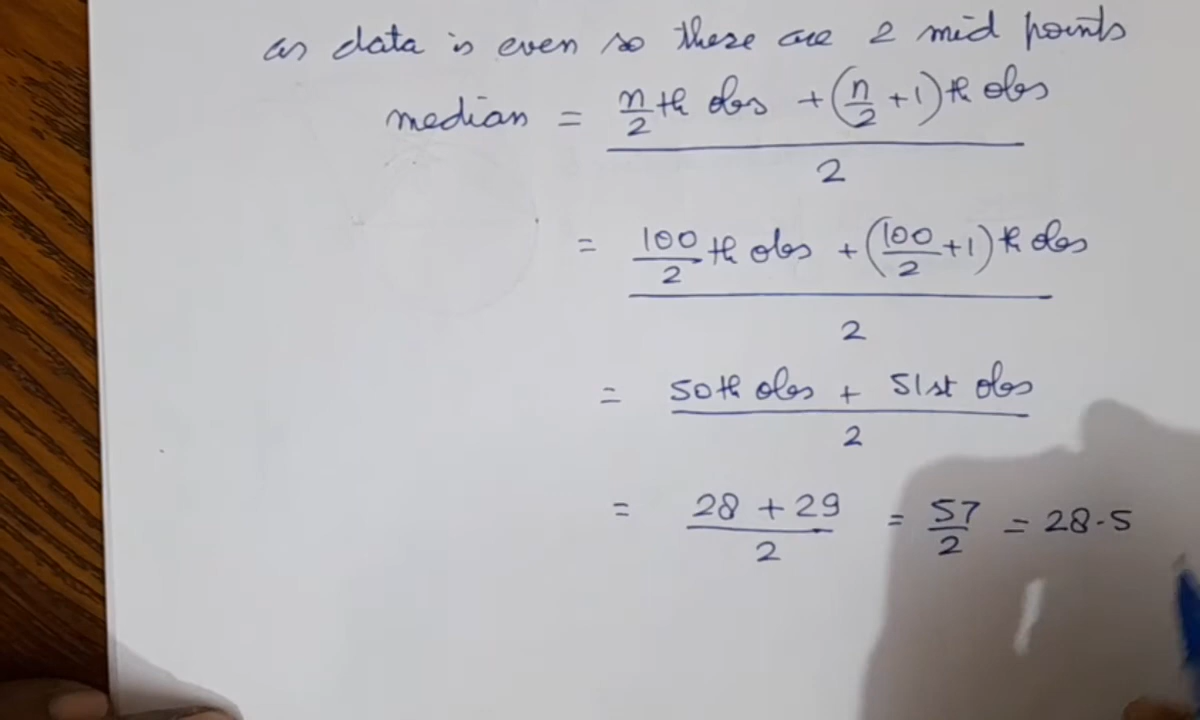 as data is even so there are 2 mid points
median = (n/2 th obs + (n/2 + 1) th obs) / 2
= (100/2 th obs + (100/2 + 1) th obs) / 2
= (50th obs + 51st obs) / 2
= (28 + 29) / 2 = 57/2 = 28.5